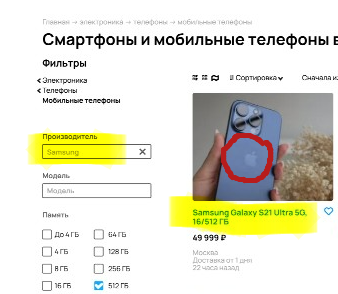 Главная → электроника → телефоны → мобильные телефоны
Смартфоны и мобильные телефоны в
Фильтры
Сортировка
Сначала
Электроника
Телефоны
Мобильные телефоны
Производитель
Samsung
Модель
Модель
Память
До 4 ГБ
64 ГБ
4 ГБ
128 ГБ
8 ГБ
256 ГБ
16 ГБ
512 ГБ
Samsung Galaxy S21 Ultra 5G,
16/512 ГБ
49 999 ₽
Москва
Доставка от 1 дня
22 часа назад